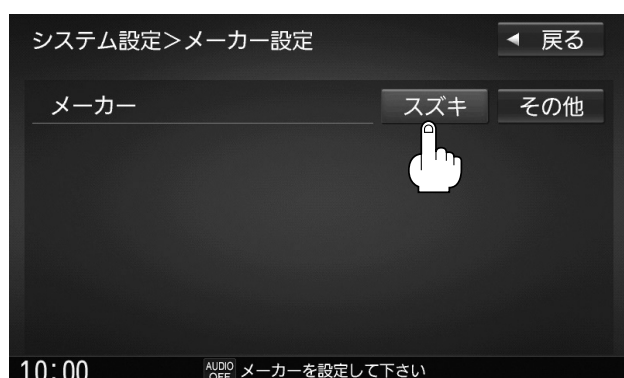 システム設定>メーカー設定
戻る
メーカー
スズキ
その他
10:00
AUDIO
OFF
メーカーを設定して下さい